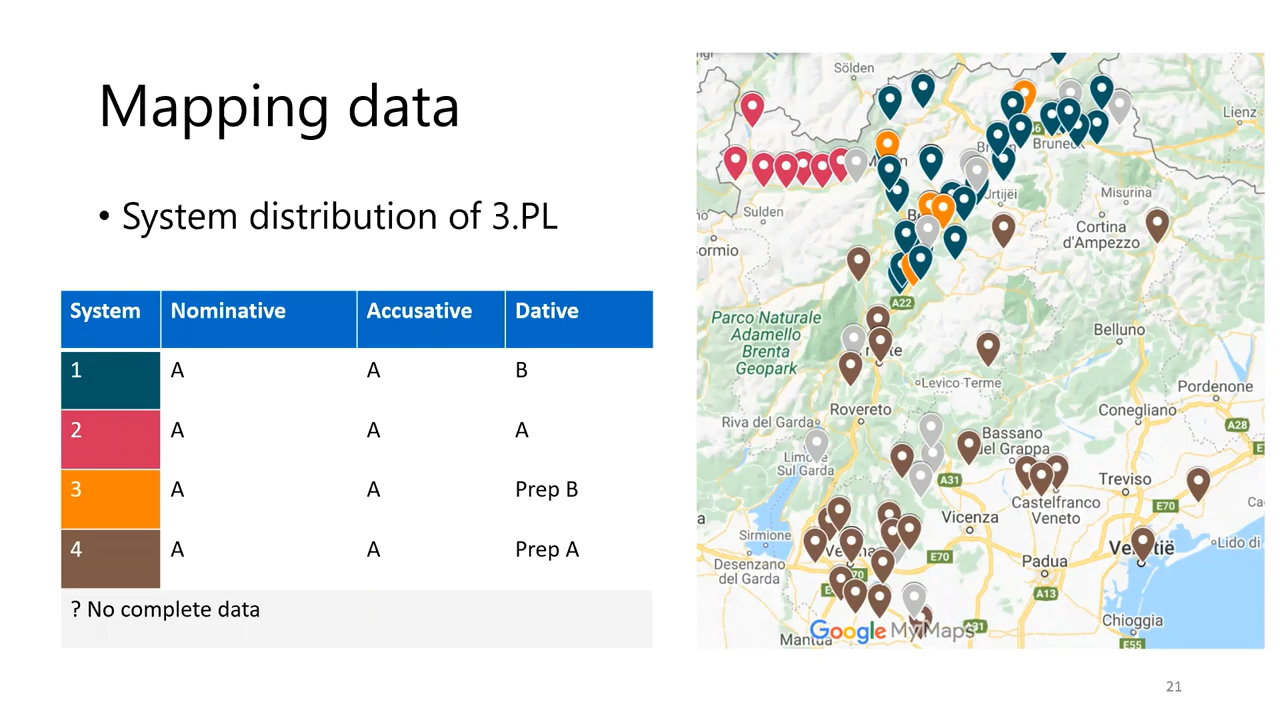 Mapping data
• System distribution of 3.PL
System Nominative Accusative Dative
1 A A B
2 A A A
3 A A Prep B
4 A A Prep A
? No complete data
Sölden
Lienz
Bruneck
Urtijëi
Misurina
Sulden
Cortina
d'Ampezzo
ormio
A22
Parco Naturale
Adamello
Brenta
Geopark
Belluno
Levico Terme
Pordenone
Rovereto
Conegliano
Riva del Garda
A28
Bassano
del Grappa
Sul Garda
A31
Treviso
Castelfranco
Veneto
E70
Vicenza
Sirmione
Desenzano
del Garda
E70
Padua
Lido di
A13
Chioggia
Google My Maps
E55
21